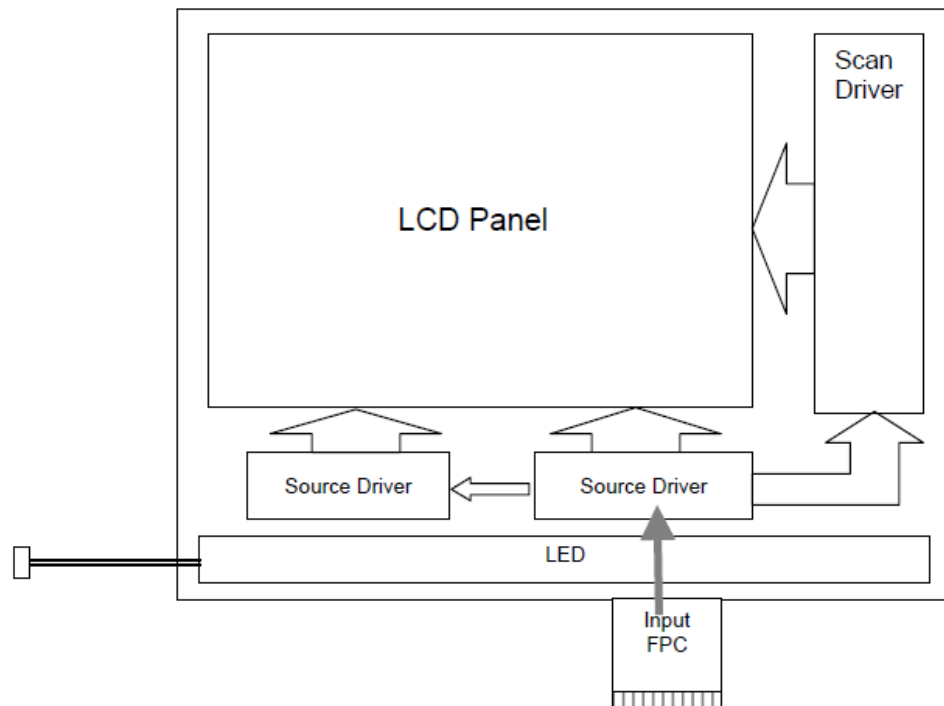 Scan
Driver
LCD Panel
Source Driver
Source Driver
LED
Input
FPC